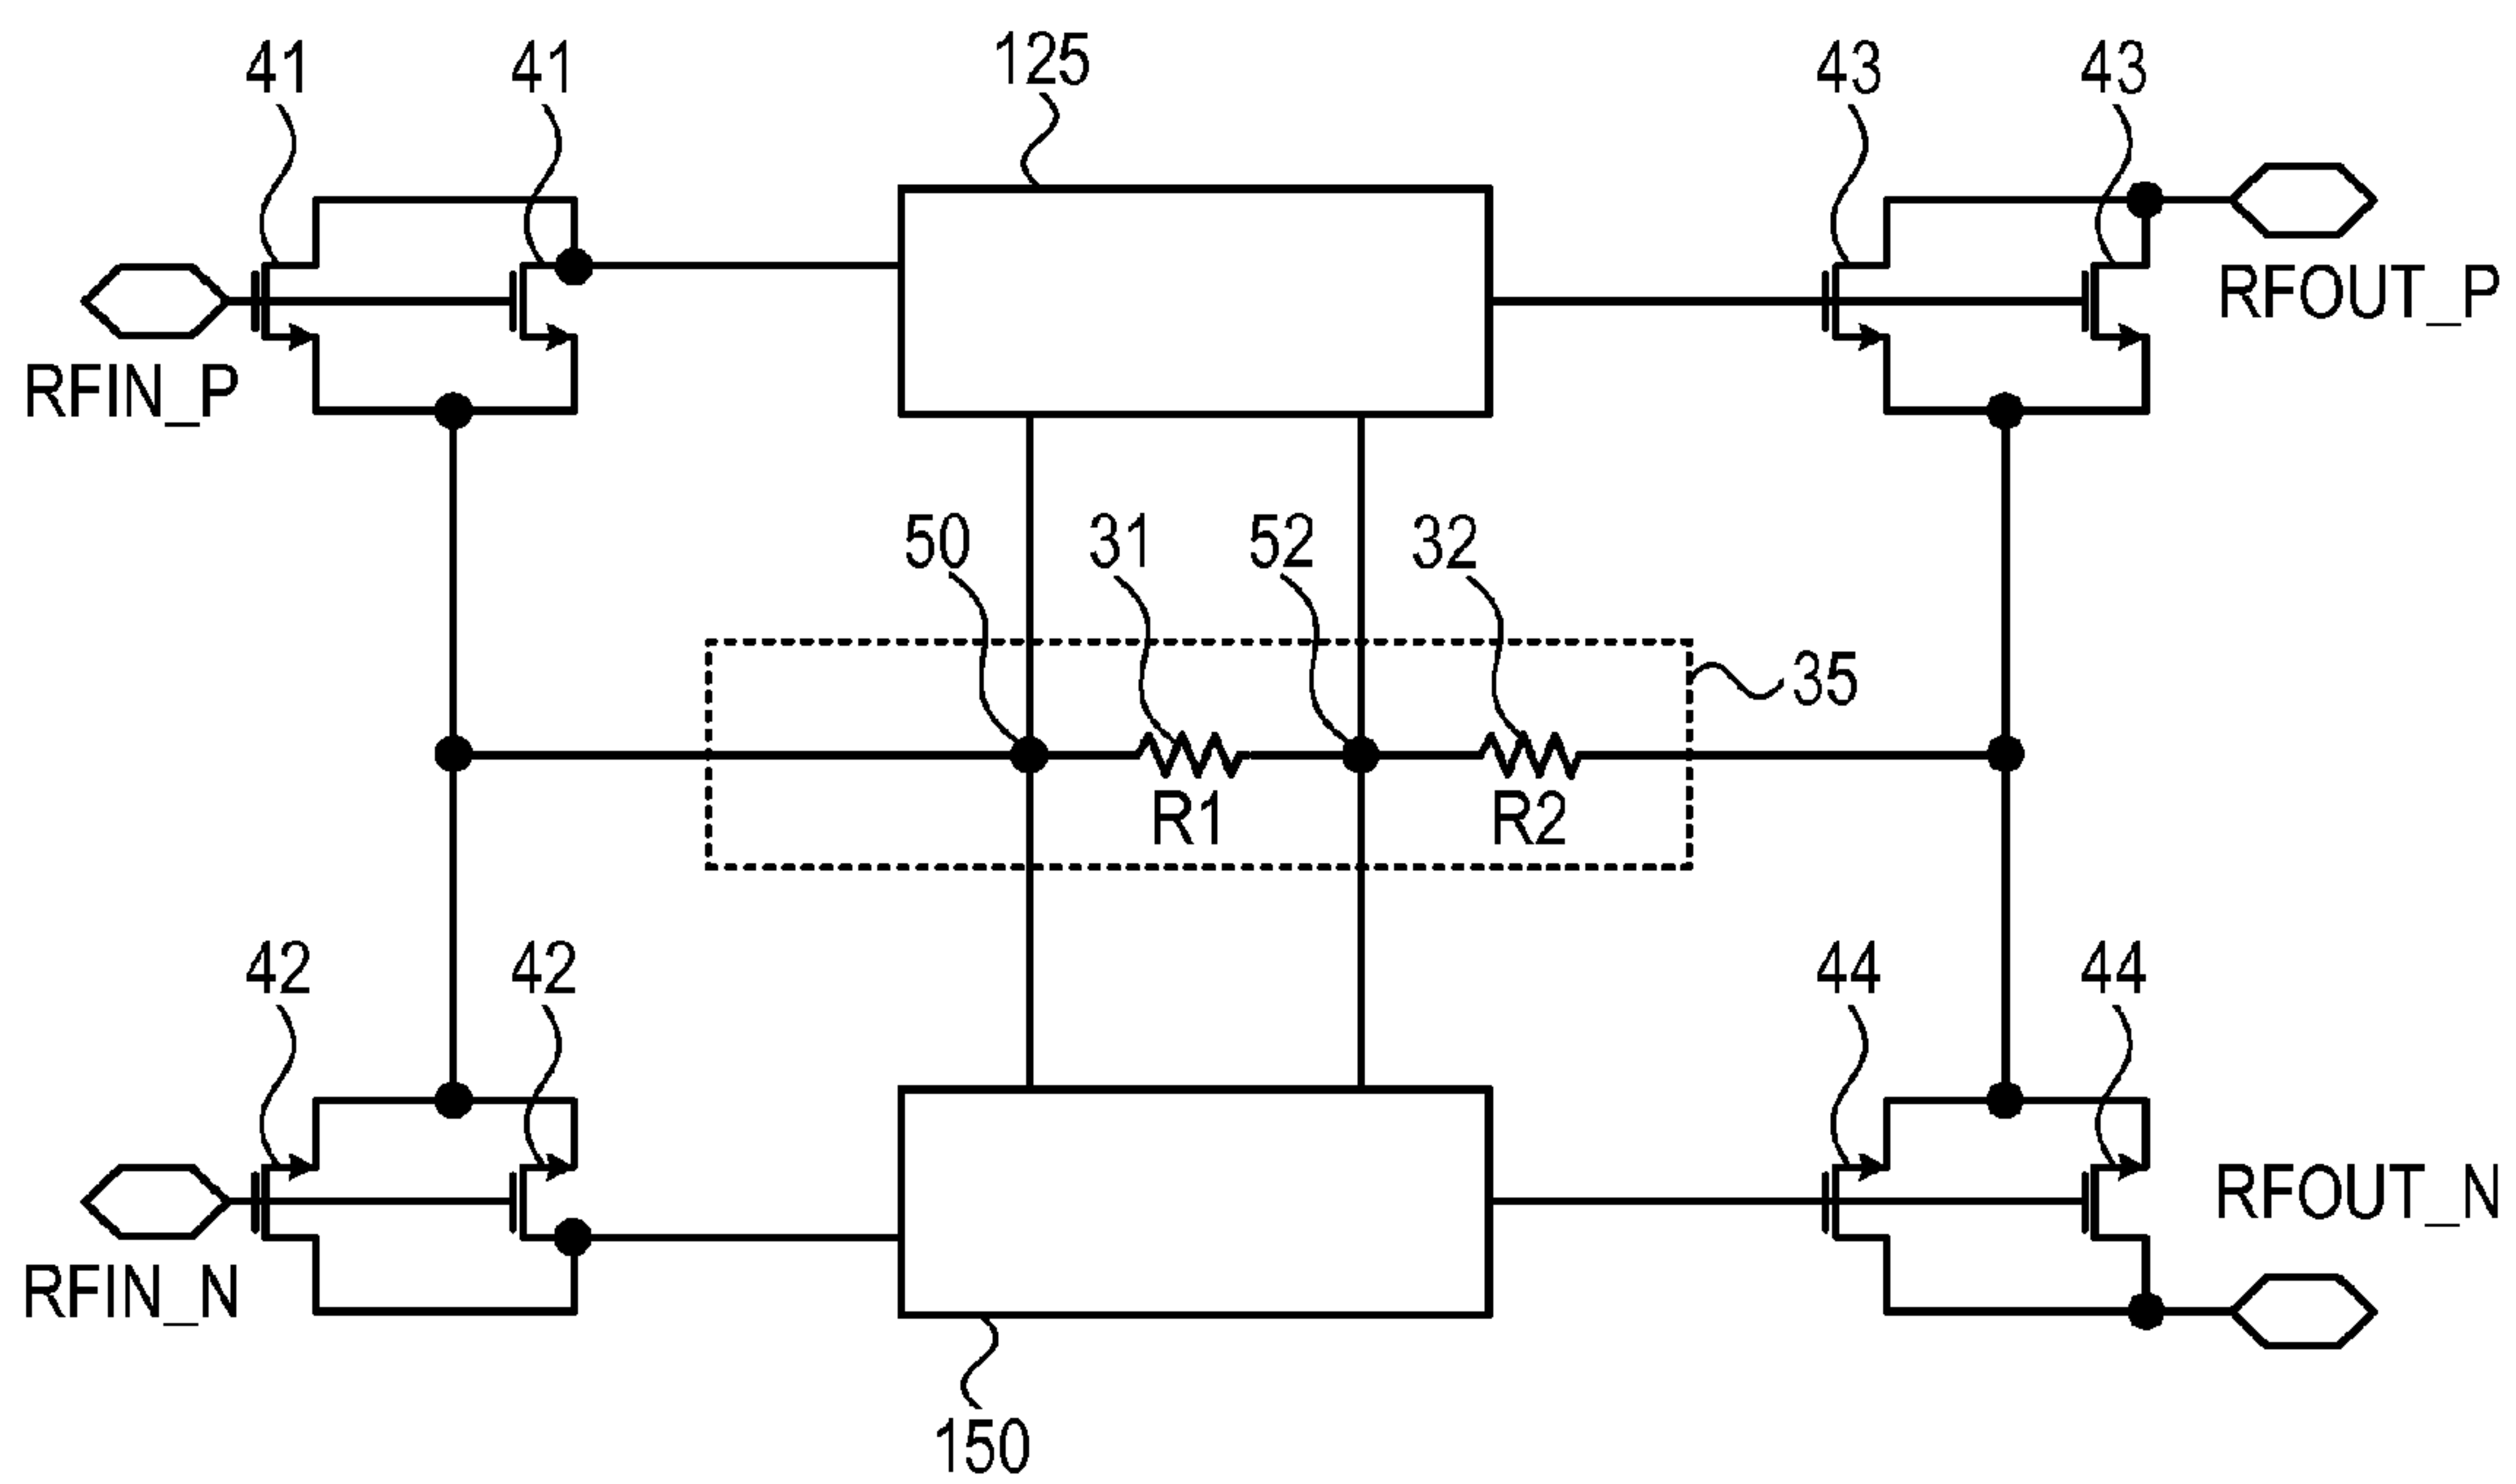 41 41 125 43 43
RFIN_P
RFOUT_P
50 31 52 32
35
R1 R2
42 42 44 44
RFIN_N
RFOUT_N
150